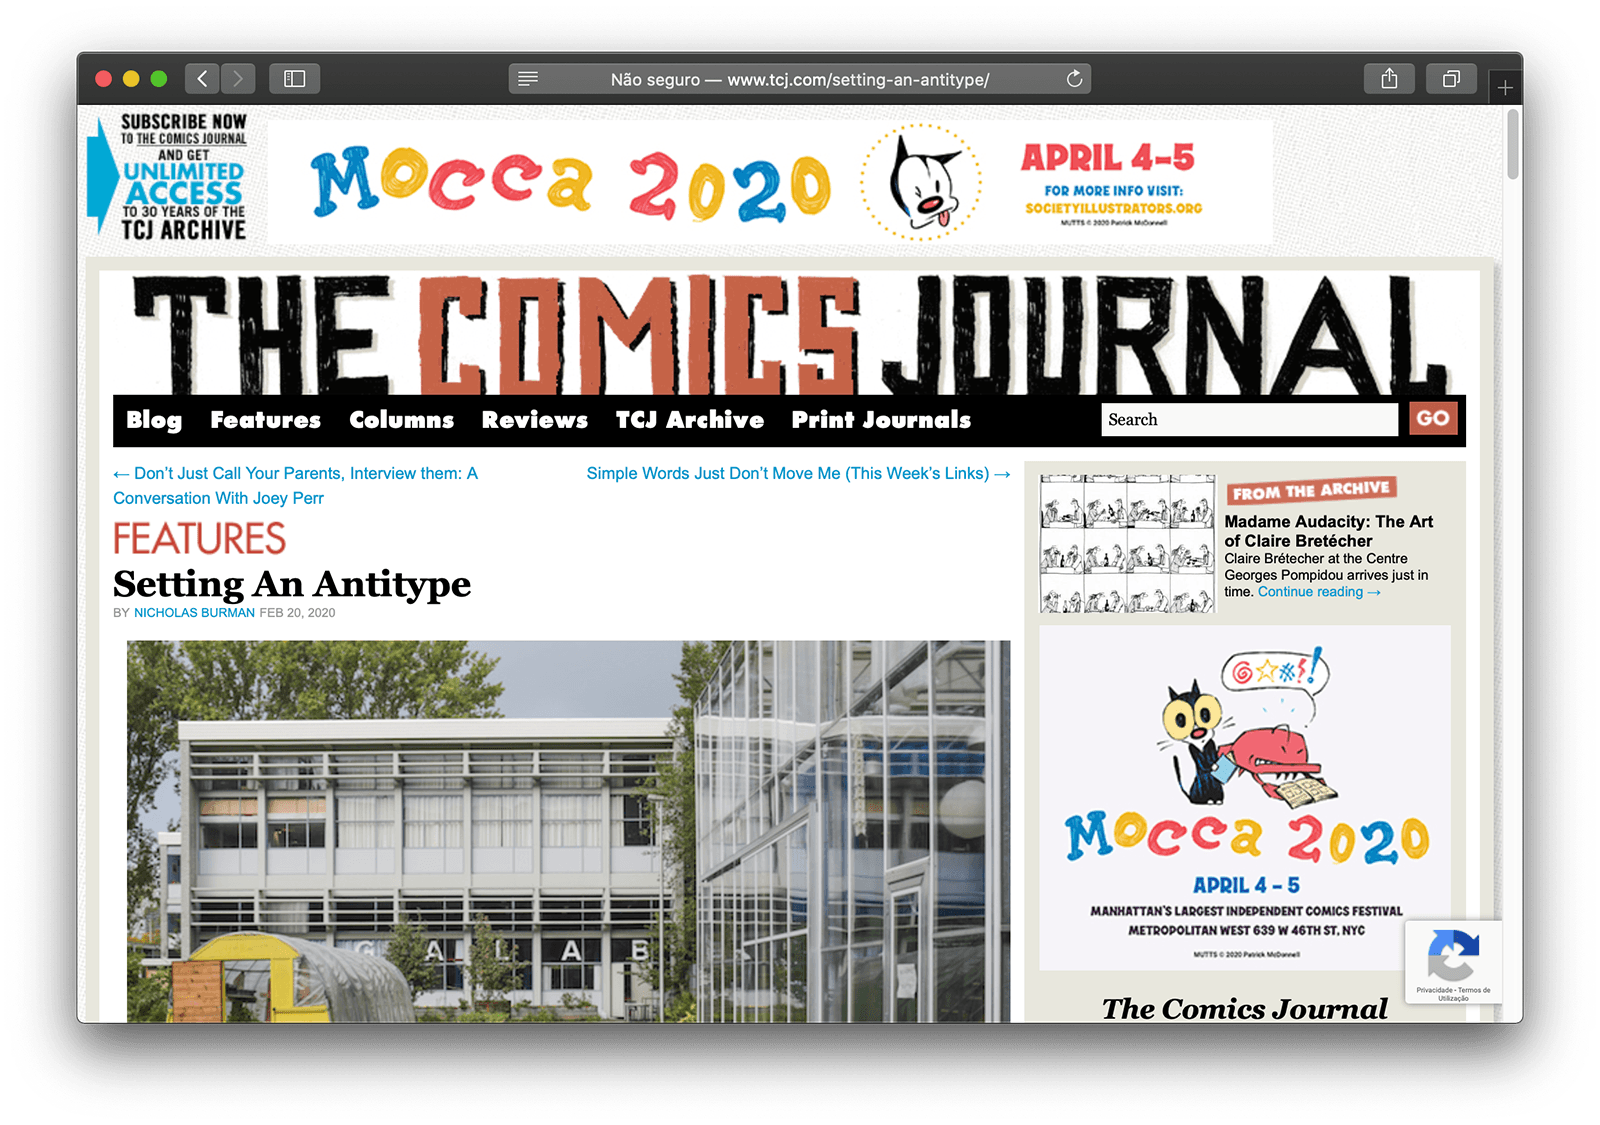 Não seguro — www.tcj.com/setting-an-antitype/
SUBSCRIBE NOW
TO THE COMICS JOURNAL
AND GET
UNLIMITED
ACCESS
TO 30 YEARS OF THE
TCJ ARCHIVE
MOCCA 2020
APRIL 4-5
FOR MORE INFO VISIT:
SOCIETYILLUSTRATORS.ORG
MUTTS © 2020 Patrick McDonnell
THE COMICS JOURNAL
Blog Features Columns Reviews TCJ Archive Print Journals
Search
GO
← Don’t Just Call Your Parents, Interview them: A
Conversation With Joey Perr
Simple Words Just Don’t Move Me (This Week’s Links) →
FEATURES
Setting An Antitype
BY NICHOLAS BURMAN FEB 20, 2020
G A L A B
FROM THE ARCHIVE
Madame Audacity: The Art
of Claire Bretécher
Claire Brétecher at the Centre
Georges Pompidou arrives just in
time. Continue reading →
MOCCA 2020
APRIL 4 - 5
MANHATTAN'S LARGEST INDEPENDENT COMICS FESTIVAL
METROPOLITAN WEST 639 W 46TH ST, NYC
MUTTS © 2020 Patrick McDonnell
The Comics Journal
Privacidade - Termos de
Utilização